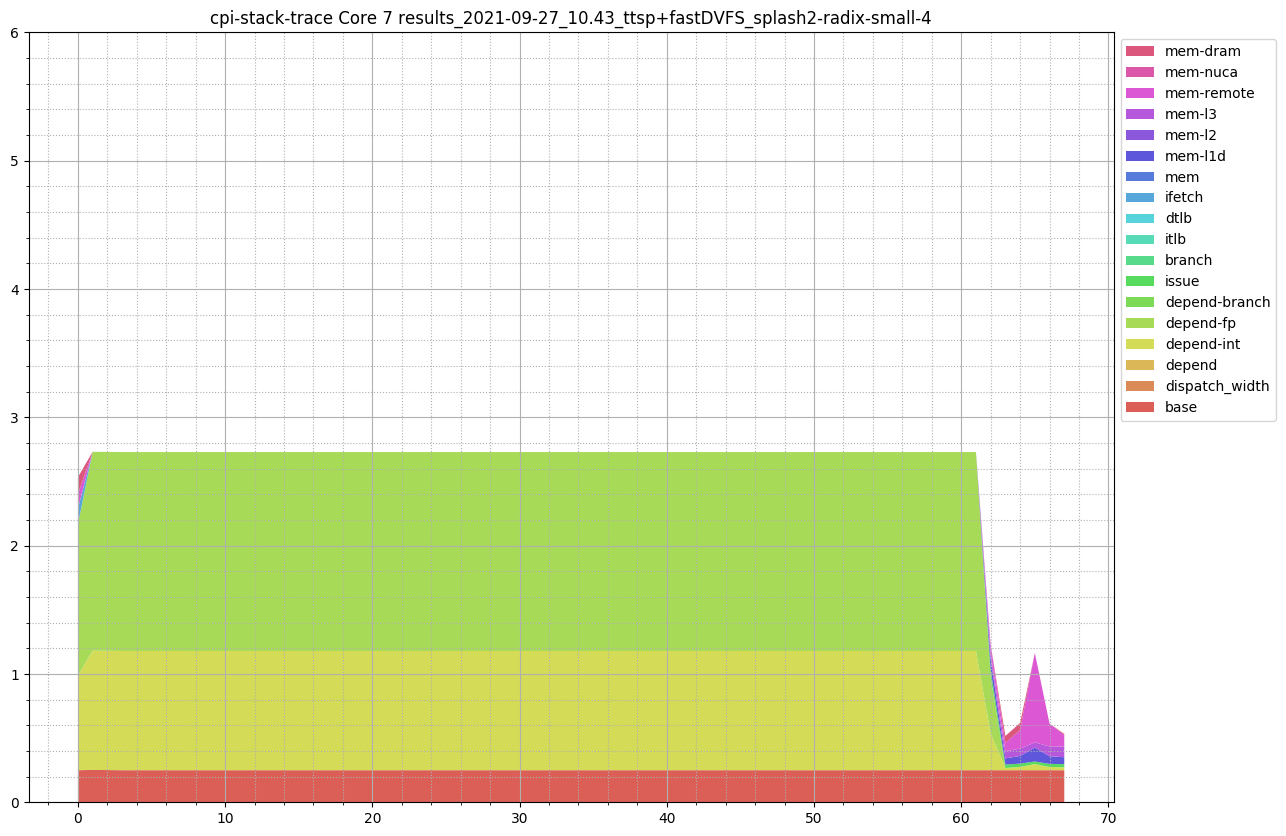 cpi-stack-trace Core 7 results_2021-09-27_10.43_ttsp+fastDVFS_splash2-radix-small-4
6
5
4
3
2
1
0
0 10 20 30 40 50 60 70
mem-dram
mem-nuca
mem-remote
mem-l3
mem-l2
mem-l1d
mem
ifetch
dtlb
itlb
branch
issue
depend-branch
depend-fp
depend-int
depend
dispatch_width
base